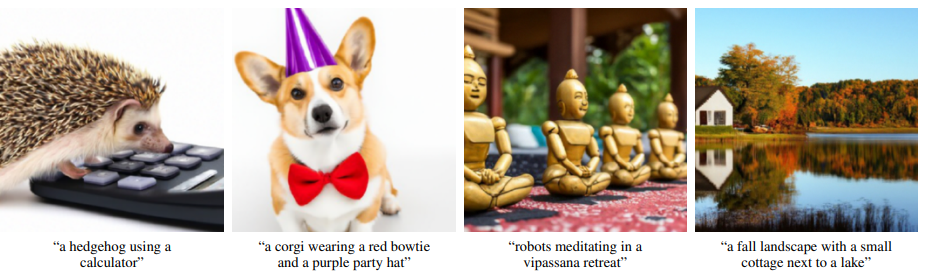 “a hedgehog using a
calculator”
“a corgi wearing a red bowtie
and a purple party hat”
“robots meditating in a
vipassana retreat”
“a fall landscape with a small
cottage next to a lake”